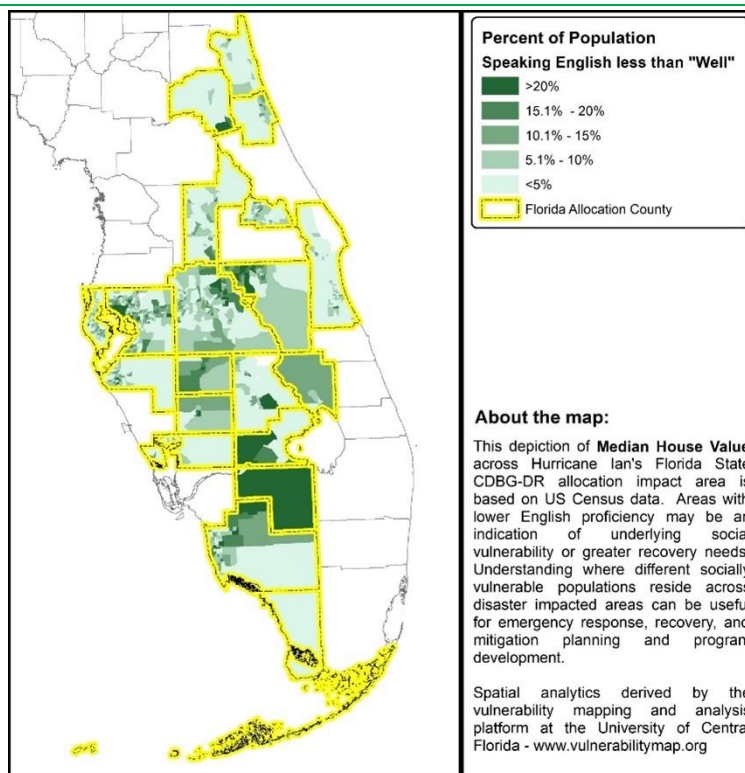 Percent of Population
Speaking English less than "Well"
>20%
15.1% - 20%
10.1% - 15%
5.1% - 10%
<5%
Florida Allocation County
About the map:
This depiction of Median House Value
across Hurricane Ian's Florida State
CDBG-DR allocation impact area is
based on US Census data. Areas with
lower English proficiency may be an
indication of underlying social
vulnerability or greater recovery needs.
Understanding where different socially
vulnerable populations reside across
disaster impacted areas can be useful
for emergency response, recovery, and
mitigation planning and program
development.
Spatial analytics derived by the
vulnerability mapping and analysis
platform at the University of Central
Florida - www.vulnerabilitymap.org